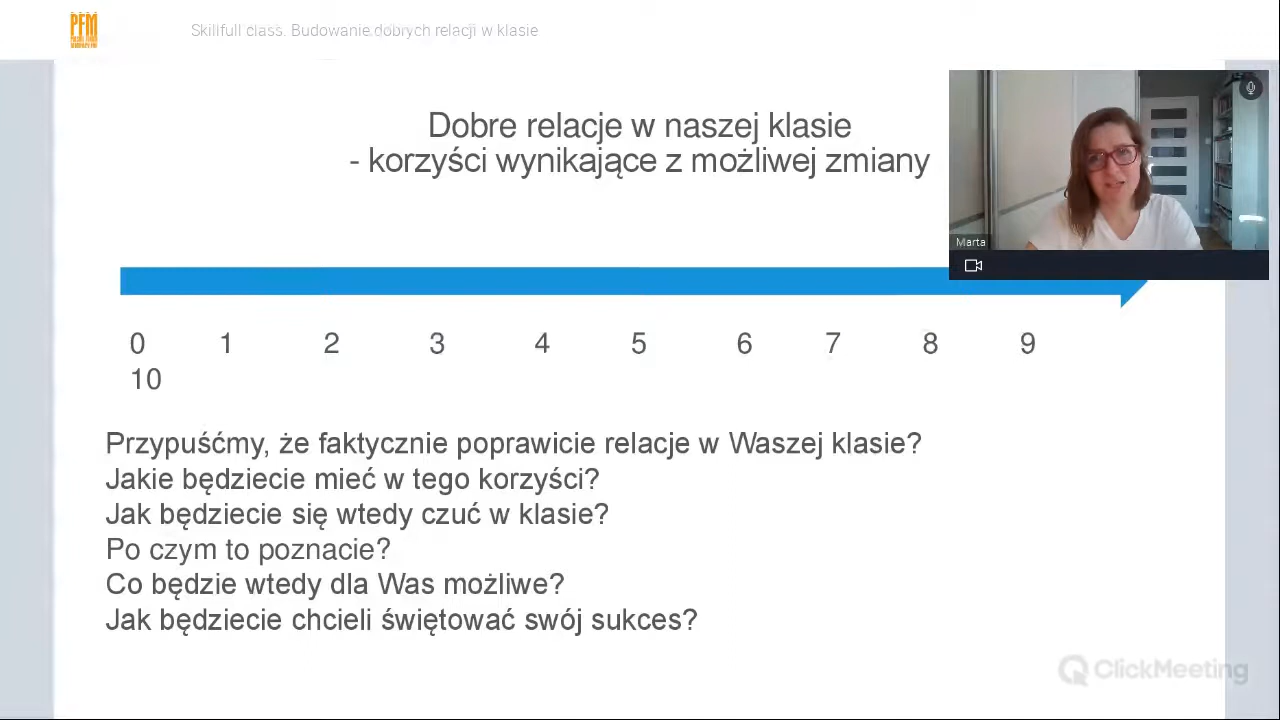 PFM
Skillfull class. Budowanie dobrych relacji w klasie
Dobre relacje w naszej klasie
- korzyści wynikające z możliwej zmiany
Marta
0 1 2 3 4 5 6 7 8 9
10
Przypuśćmy, że faktycznie poprawicie relacje w Waszej klasie?
Jakie będziecie mieć w tego korzyści?
Jak będziecie się wtedy czuć w klasie?
Po czym to poznacie?
Co będzie wtedy dla Was możliwe?
Jak będziecie chcieli świętować swój sukces?
ClickMeeting